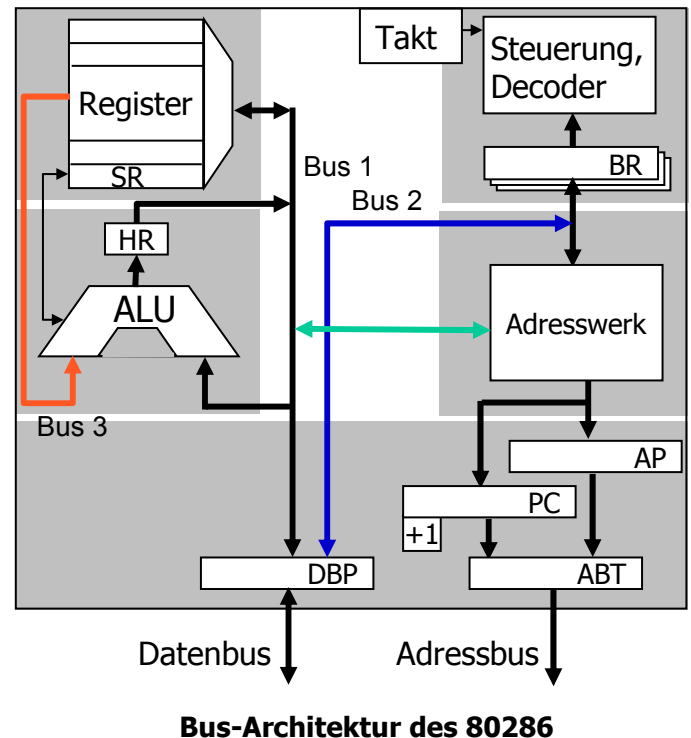 Takt
Steuerung,
Decoder
Register
SR
BR
Bus 1
Bus 2
HR
ALU
Adresswerk
Bus 3
AP
PC
+1
DBP
ABT
Datenbus
Adressbus
Bus-Architektur des 80286